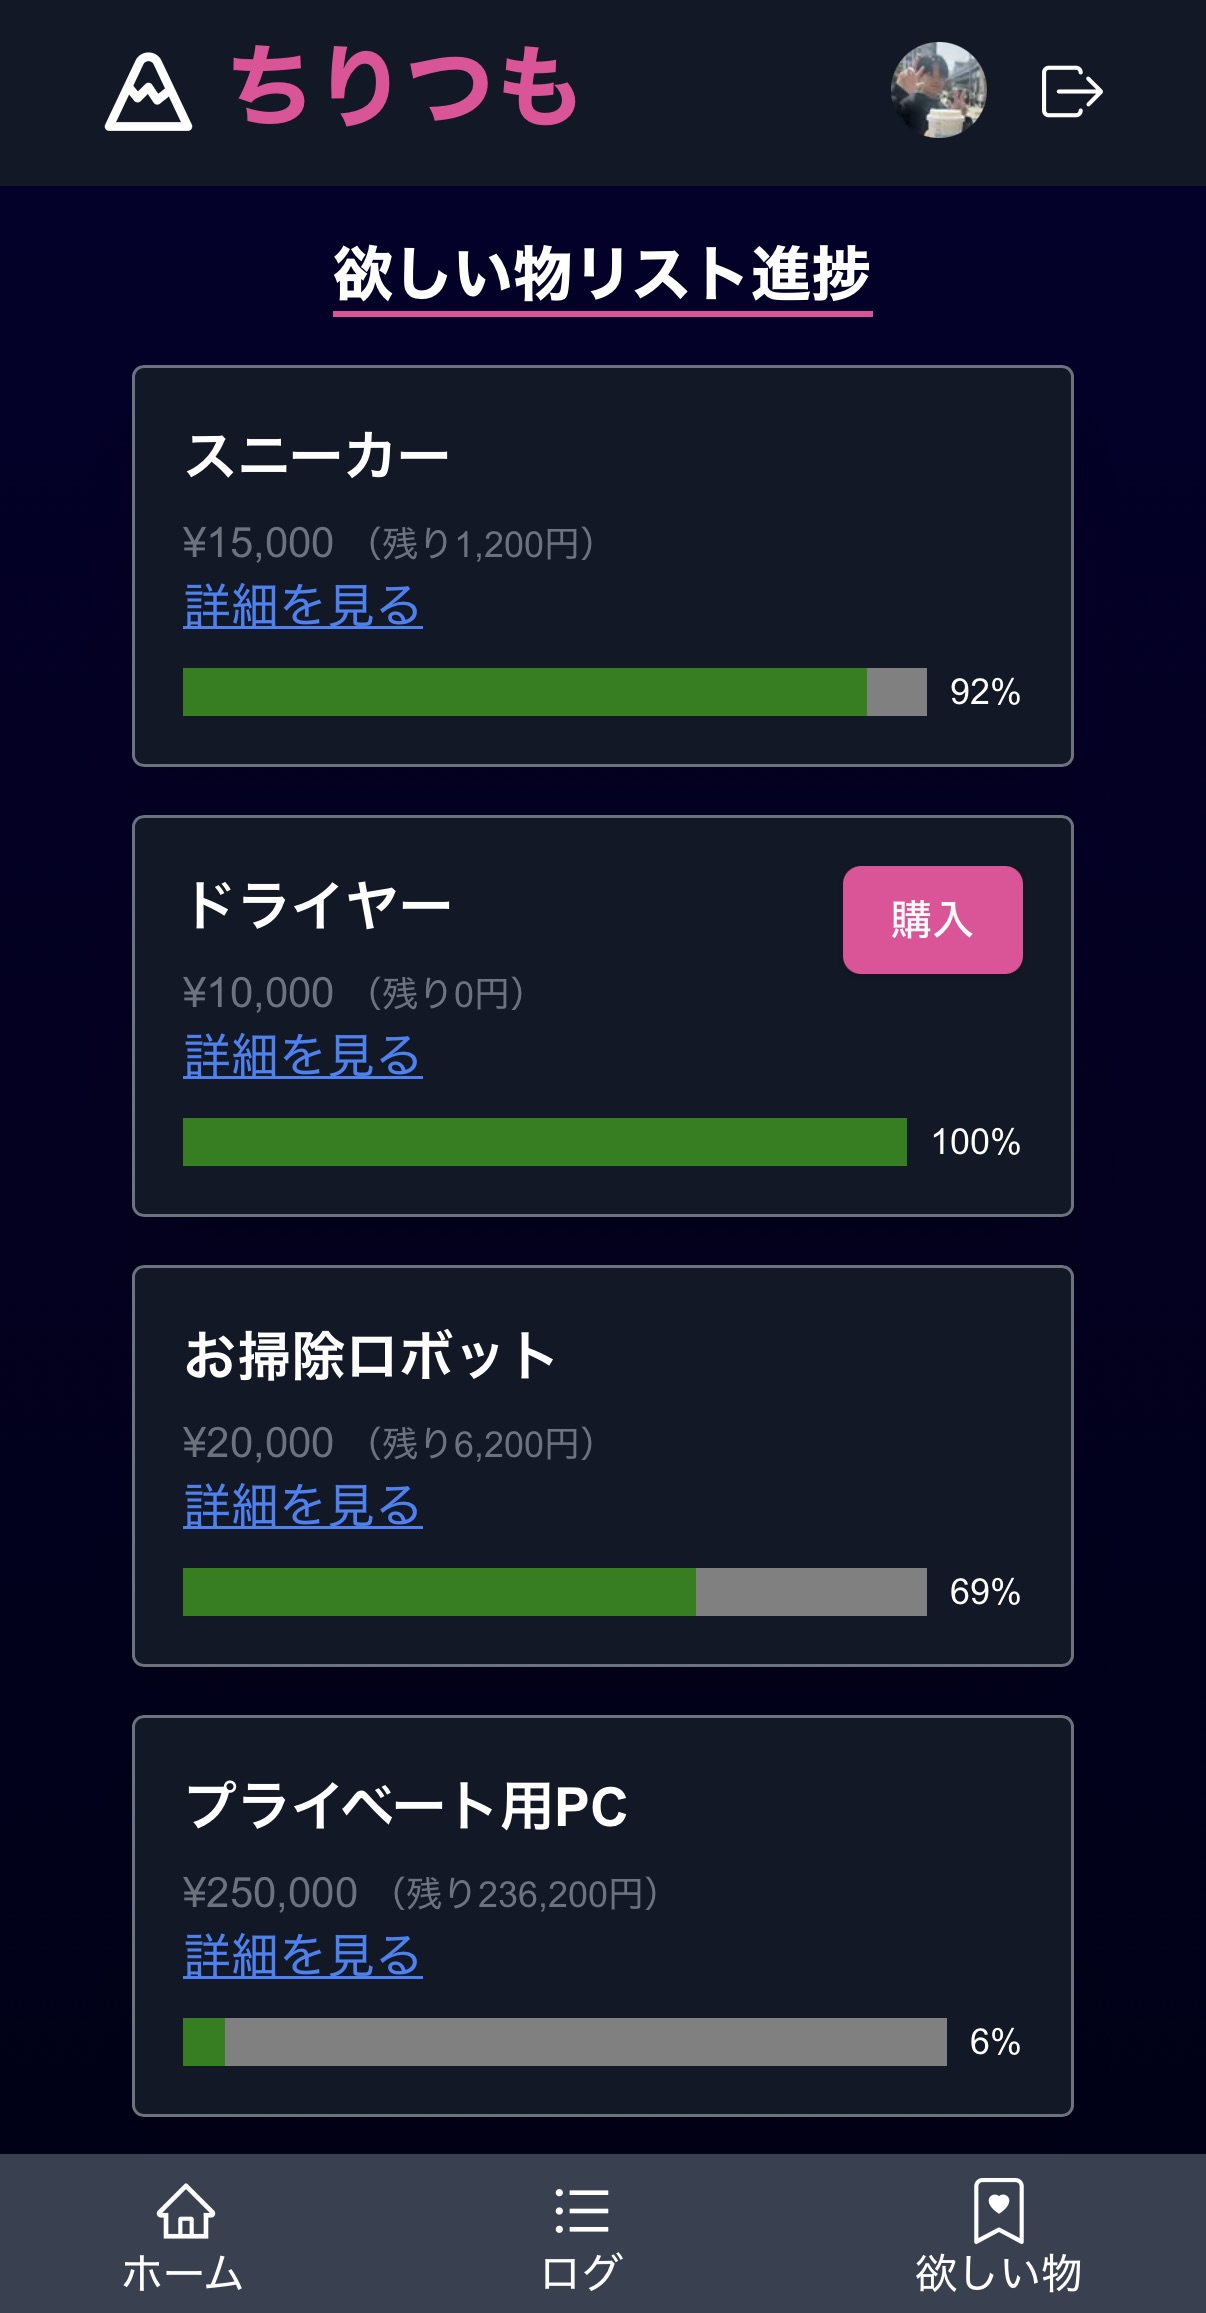 ちりつも
欲しい物リスト進捗
スニーカー
¥15,000 （残り1,200円）
詳細を見る
92%
ドライヤー
購入
¥10,000 （残り0円）
詳細を見る
100%
お掃除ロボット
¥20,000 （残り6,200円）
詳細を見る
69%
プライベート用PC
¥250,000 （残り236,200円）
詳細を見る
6%
ホーム
ログ
欲しい物